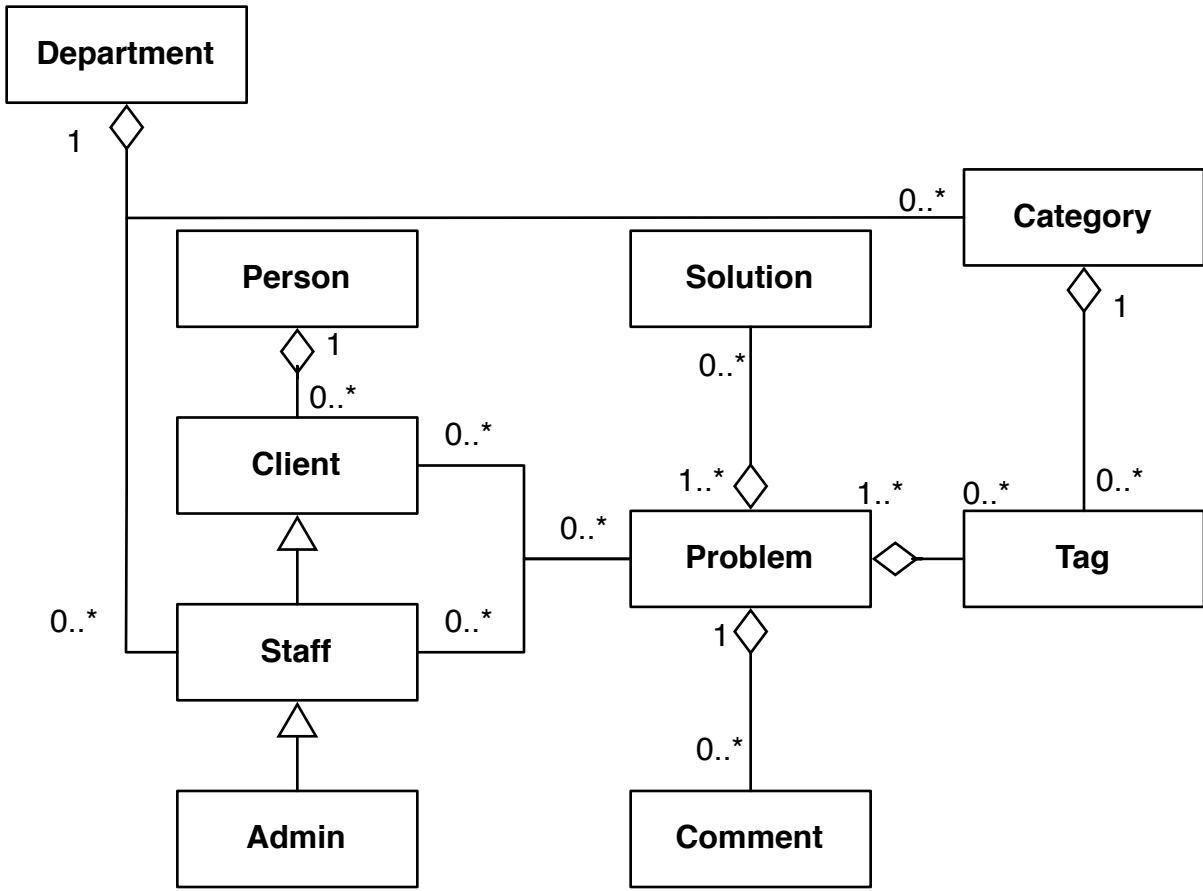 Department
1
0..*
Category
Person
Solution
1
1
0..*
0..*
Client
0..*
1..*
1..*
0..*
0..*
0..*
Problem
Tag
0..*
0..*
Staff
1
0..*
Admin
Comment